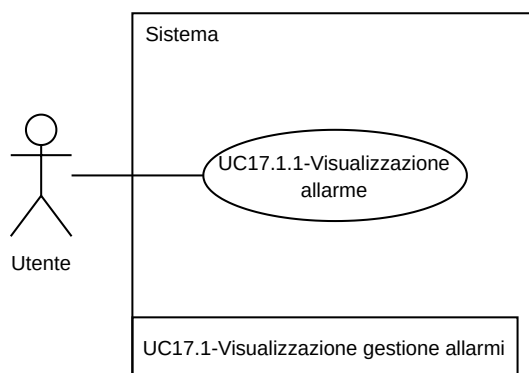 Sistema
UC17.1.1-Visualizzazione
allarme
Utente
UC17.1-Visualizzazione gestione allarmi